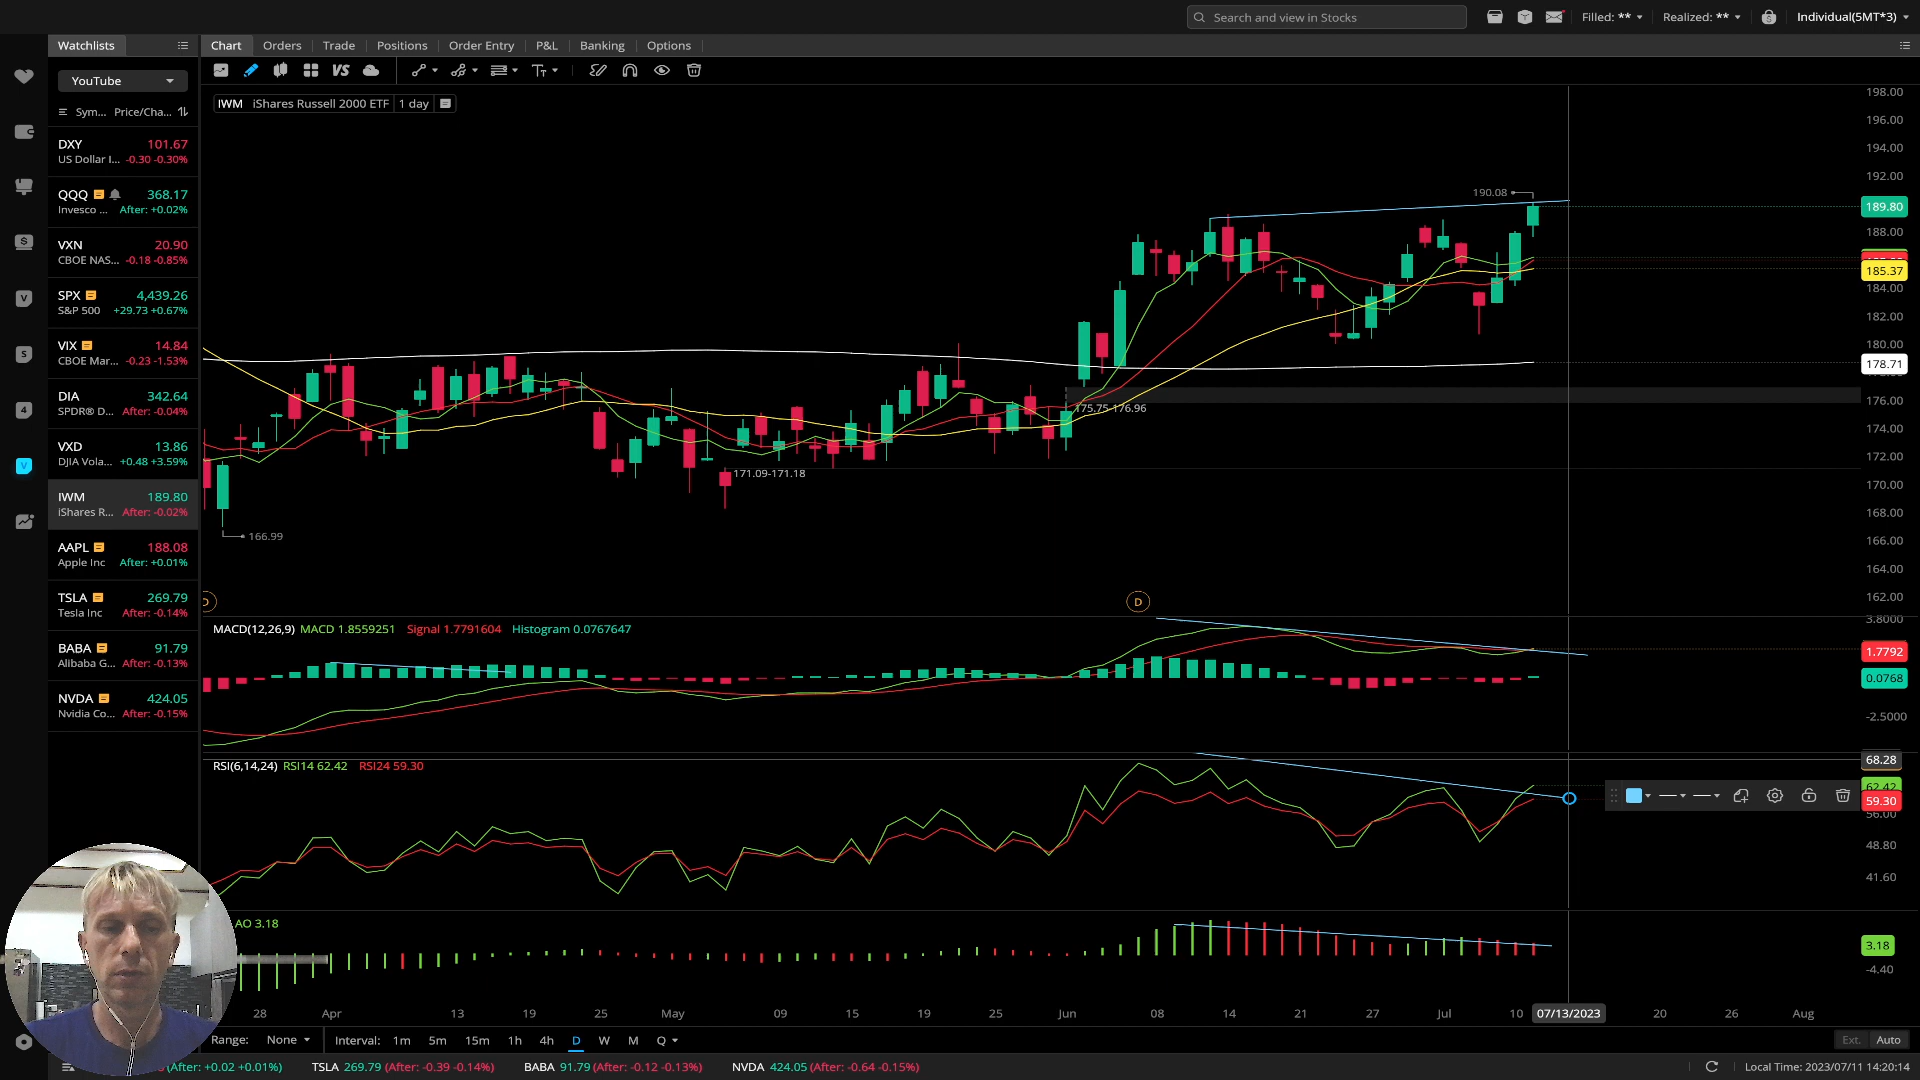 Search and view in Stocks
Filled: ** Realized: ** Individual(5MT*3)
Watchlists
Chart Orders Trade Positions Order Entry P&L Banking Options
YouTube
VS
Sym... Price/Cha...
IWM iShares Russell 2000 ETF 1 day
DXY 101.67
US Dollar I... -0.30 -0.30%
QQQ 368.17
Invesco ... After: +0.02%
VXN 20.90
CBOE NAS... -0.18 -0.85%
SPX 4,439.26
S&P 500 +29.73 +0.67%
VIX 14.84
CBOE Mar... -0.23 -1.53%
DIA 342.64
SPDR® D... After: -0.04%
VXD 13.86
DJIA Vola... +0.48 +3.59%
IWM 189.80
iShares R... After: -0.02%
AAPL 188.08
Apple Inc After: +0.01%
TSLA 269.79
Tesla Inc After: -0.14%
BABA 91.79
Alibaba G... After: -0.13%
NVDA 424.05
Nvidia Co... After: -0.15%
198.00
196.00
194.00
192.00
190.08
189.80
188.00
185.37
184.00
182.00
180.00
178.71
176.00
175.75-176.96
174.00
172.00
171.09-171.18
170.00
168.00
166.99
166.00
164.00
162.00
D
D
MACD(12,26,9) MACD 1.8559251 Signal 1.7791604 Histogram 0.0767647
3.8000
1.7792
0.0768
-2.5000
RSI(6,14,24) RSI14 62.42 RSI24 59.30
68.28
62.42
59.30
56.00
48.80
41.60
AO 3.18
3.18
-4.40
28 Apr 13 19 25 May 09 15 19 25 Jun 08 14 21 27 Jul 10 07/13/2023 20 26 Aug
Range: None Interval: 1m 5m 15m 1h 4h D W M Q Ext. Auto
(After: +0.02 +0.01%) TSLA 269.79 (After: -0.39 -0.14%) BABA 91.79 (After: -0.12 -0.13%) NVDA 424.05 (After: -0.64 -0.15%) Local Time: 2023/07/11 14:20:14